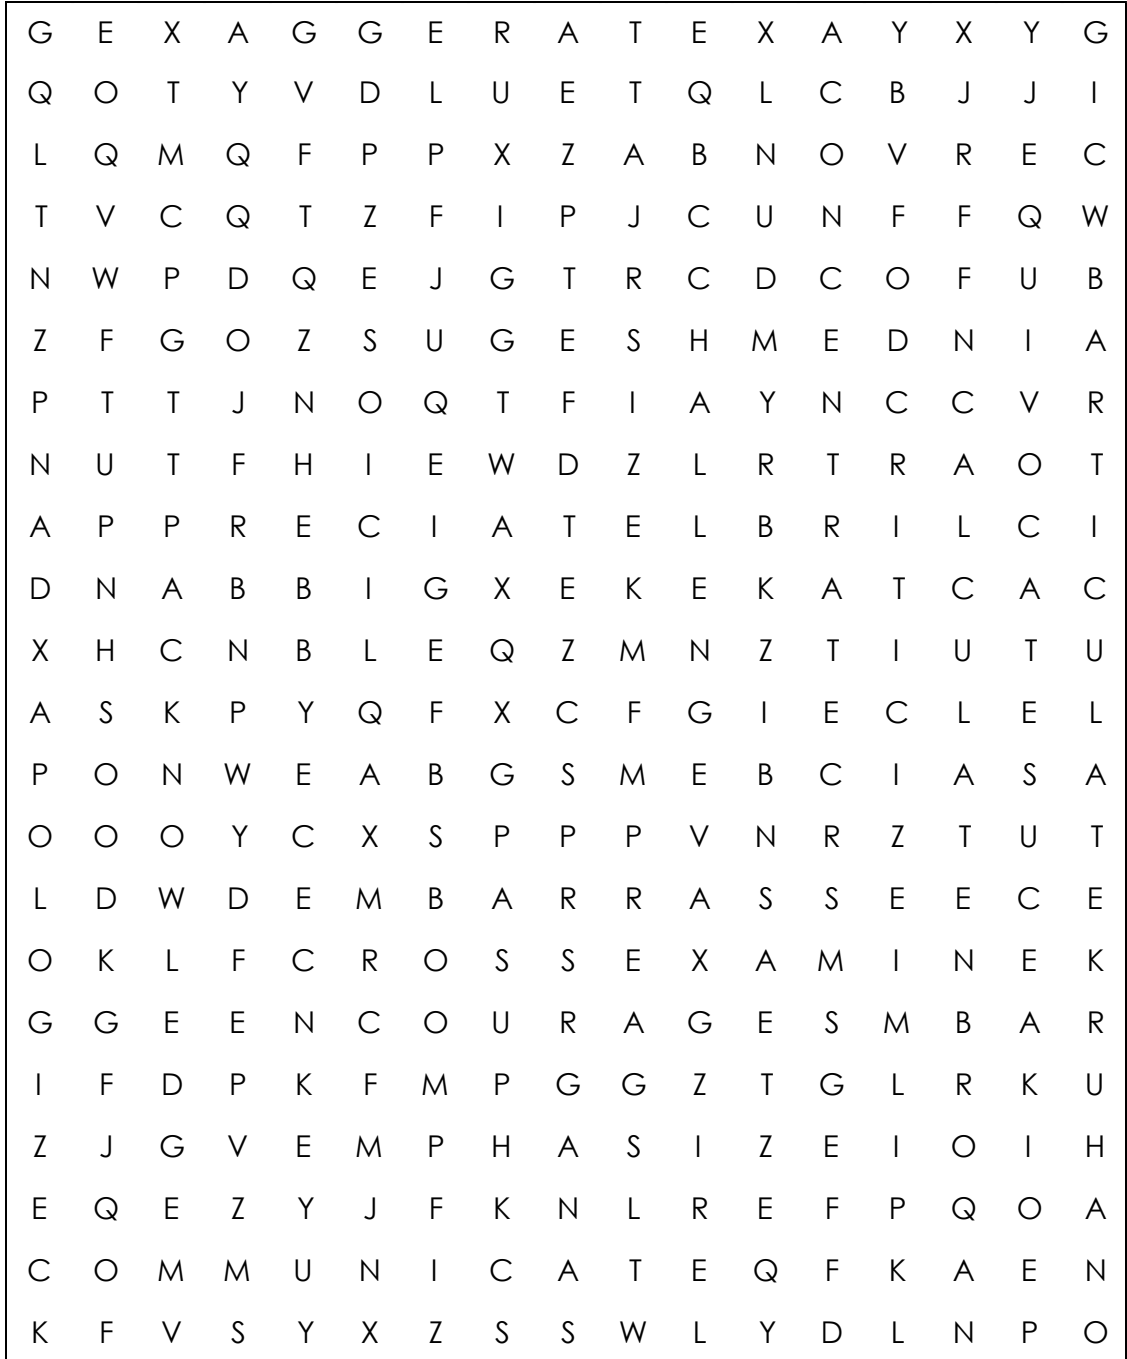 G E X A G G E R A T E X A Y X Y G
Q O T Y V D L U E T Q L C B J J I
L Q M Q F P P X Z A B N O V R E C
T V C Q T Z F I P J C U N F F Q W
N W P D Q E J G T R C D C O F U B
Z F G O Z S U G E S H M E D N I A
P T T J N O Q T F I A Y N C C V R
N U T F H I E W D Z L R T R A O T
A P P R E C I A T E L B R I L C I
D N A B B I G X E K E K A T C A C
X H C N B L E Q Z M N Z T I U T U
A S K P Y Q F X C F G I E C L E L
P O N W E A B G S M E B C I A S A
O O O Y C X S P P P V N R Z T U T
L D W D E M B A R R A S S E E C E
O K L F C R O S S E X A M I N E K
G G E E N C O U R A G E S M B A R
I F D P K F M P G G Z T G L R K U
Z J G V E M P H A S I Z E I O I H
E Q E Z Y J F K N L R E F P Q O A
C O M M U N I C A T E Q F K A E N
K F V S Y X Z S S W L Y D L N P O